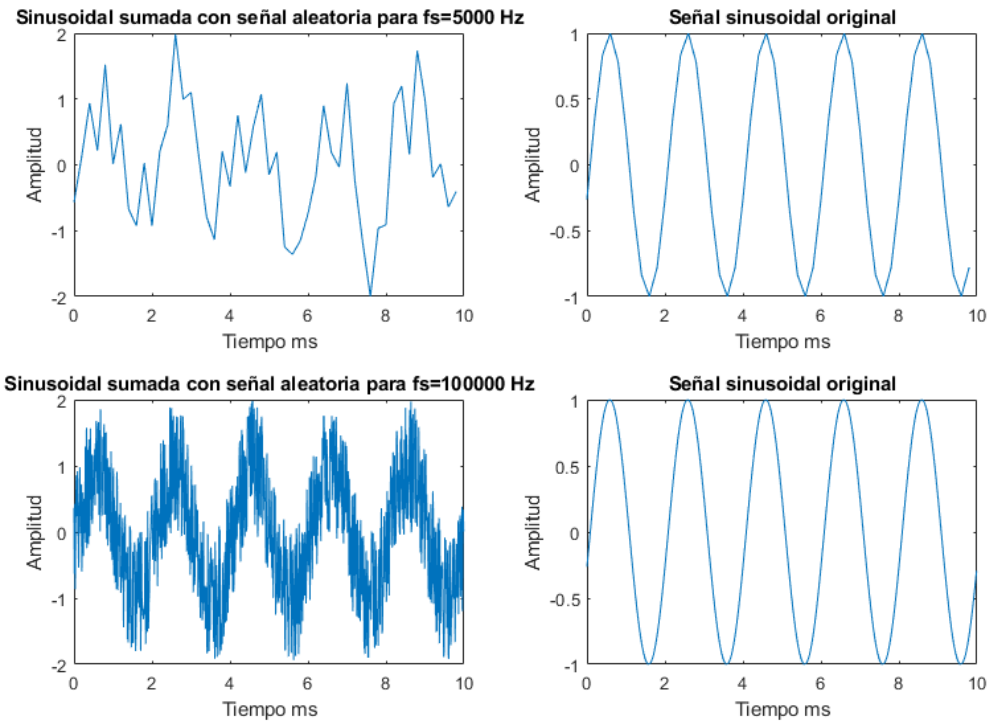 Sinusoidal sumada con señal aleatoria para fs=5000 Hz
2
1
0
-1
-2
Amplitud
0 2 4 6 8 10
Tiempo ms
Señal sinusoidal original
1
0.5
0
-0.5
-1
Amplitud
0 2 4 6 8 10
Tiempo ms
Sinusoidal sumada con señal aleatoria para fs=100000 Hz
2
1
0
-1
-2
Amplitud
0 2 4 6 8 10
Tiempo ms
Señal sinusoidal original
1
0.5
0
-0.5
-1
Amplitud
0 2 4 6 8 10
Tiempo ms